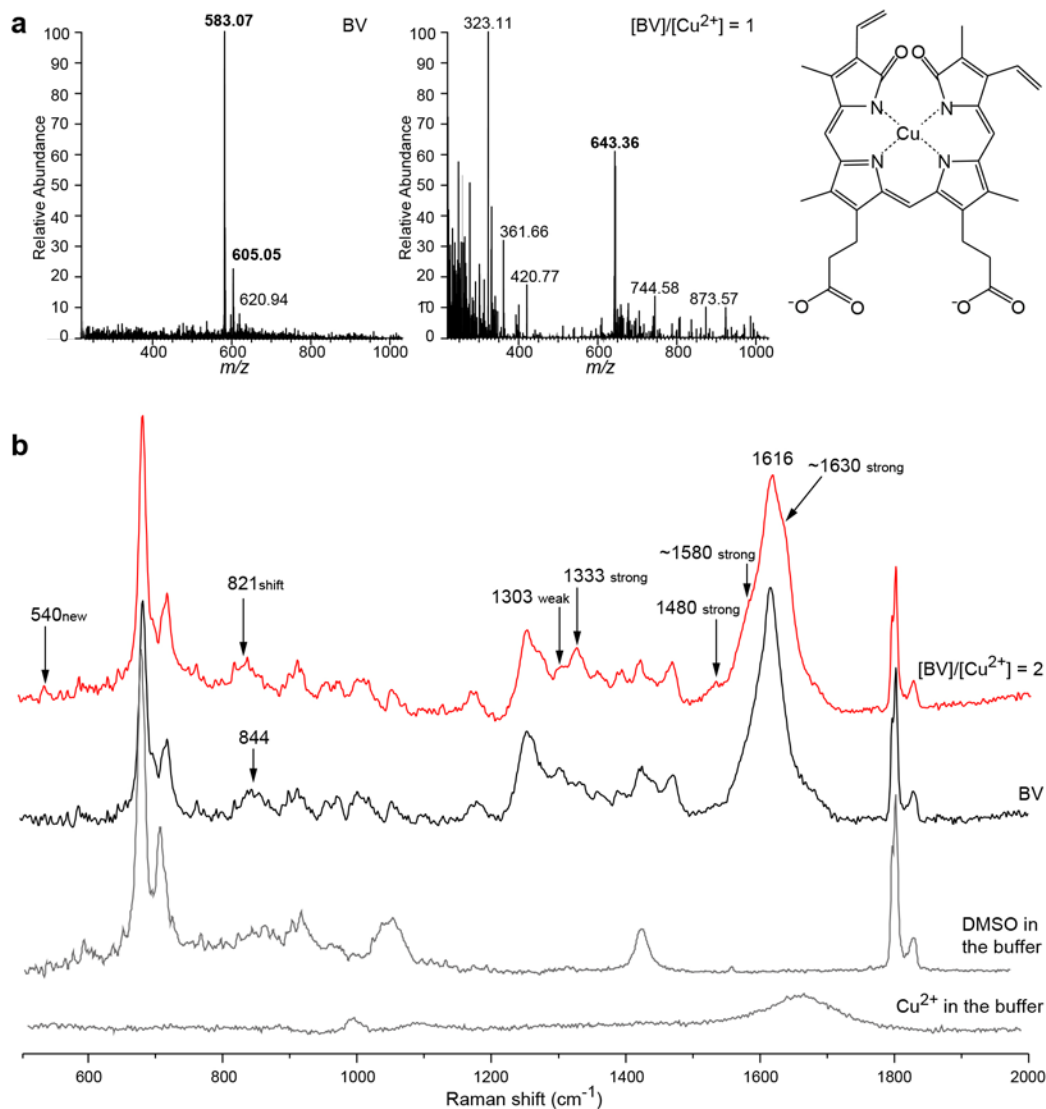 a
583.07
BV
605.05
620.94
Relative Abundance
100
90
80
70
60
50
40
30
20
10
0
400
600
800
1000
m/z
323.11
[BV]/[Cu2+] = 1
643.36
361.66
420.77
744.58
873.57
Relative Abundance
100
90
80
70
60
50
40
30
20
10
0
400
600
800
1000
m/z
O
O
N
N
Cu
N
N
-O
O
-O
O
b
1616
~1630 strong
~1580 strong
821shift
1333 strong
1303 weak
1480 strong
540new
[BV]/[Cu2+] = 2
844
BV
DMSO in
the buffer
Cu2+ in the buffer
600
800
1000
1200
1400
1600
1800
2000
Raman shift (cm-1)